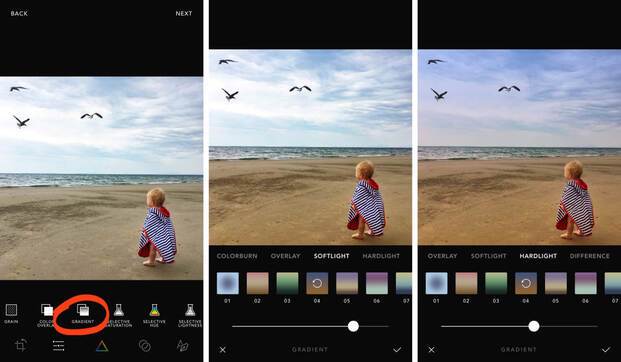 BACK
NEXT
GRAIN
COLOR OVERLAY
GRADIENT
SELECTIVE SATURATION
SELECTIVE HUE
SELECTIVE LIGHTNESS
COLORBURN OVERLAY SOFTLIGHT HARDLIGHT
01 02 03 04 05 06 07
GRADIENT
OVERLAY SOFTLIGHT HARDLIGHT DIFFERENCE
01 02 03 04 05 06 07
GRADIENT